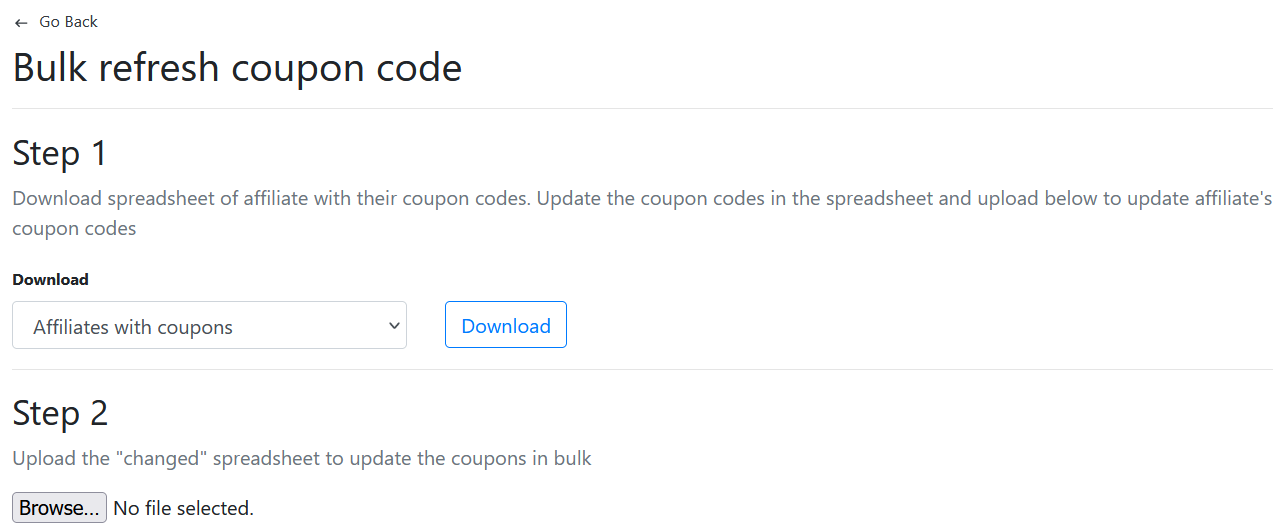 ← Go Back
Bulk refresh coupon code
Step 1
Download spreadsheet of affiliate with their coupon codes. Update the coupon codes in the spreadsheet and upload below to update affiliate's
coupon codes
Download
Affiliates with coupons
Download
Step 2
Upload the "changed" spreadsheet to update the coupons in bulk
Browse... No file selected.